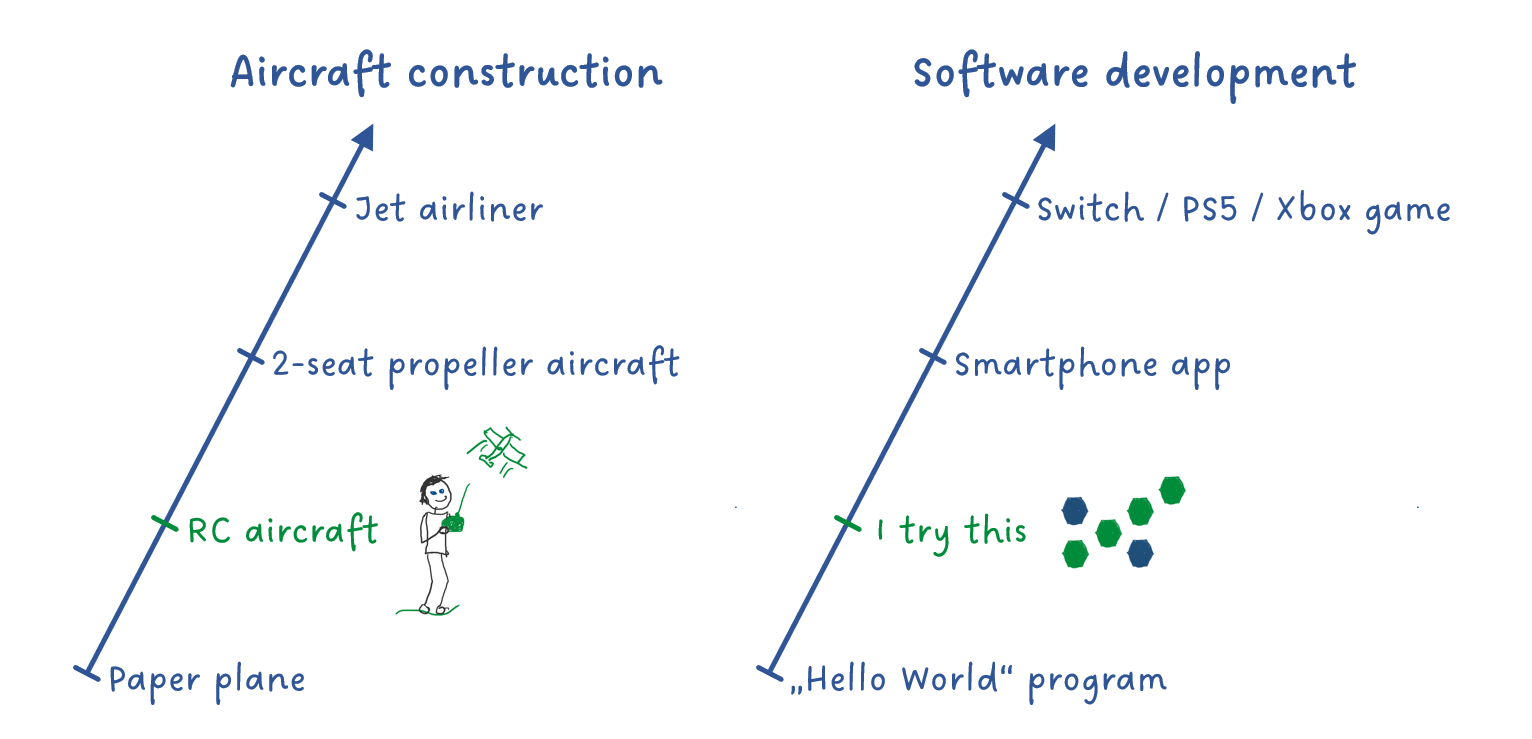 Aircraft construction
Jet airliner
2-seat propeller aircraft
RC aircraft
Paper plane
Software development
Switch / PS5 / Xbox game
Smartphone app
I try this
„Hello World“ program